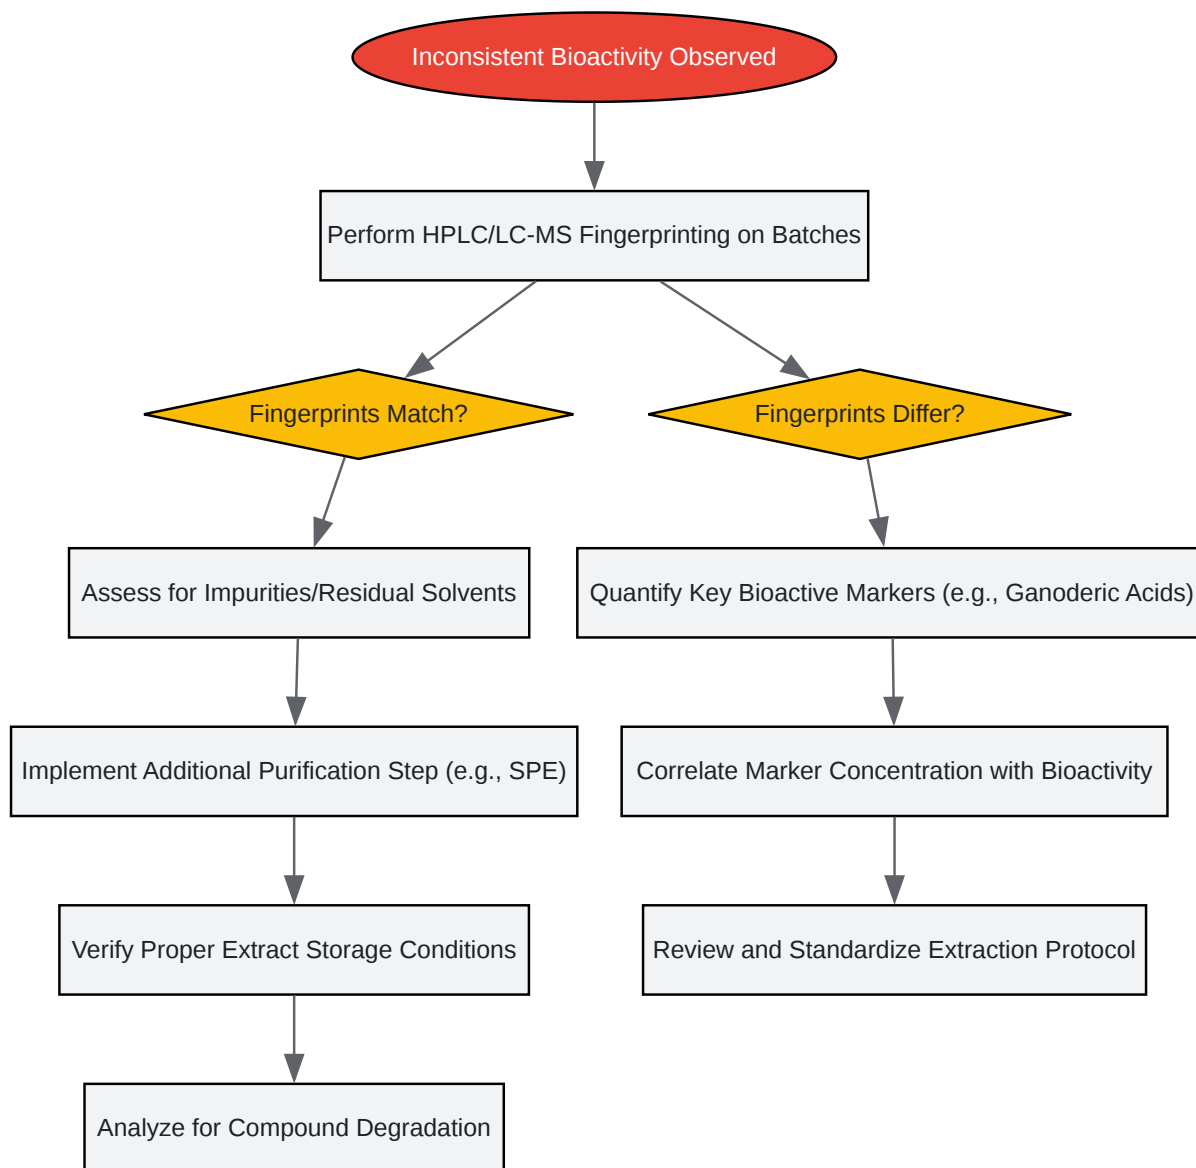 Inconsistent Bioactivity Observed
Perform HPLC/LC-MS Fingerprinting on Batches
Fingerprints Match?
Fingerprints Differ?
Assess for Impurities/Residual Solvents
Quantify Key Bioactive Markers (e.g., Ganoderic Acids)
Implement Additional Purification Step (e.g., SPE)
Correlate Marker Concentration with Bioactivity
Verify Proper Extract Storage Conditions
Review and Standardize Extraction Protocol
Analyze for Compound Degradation